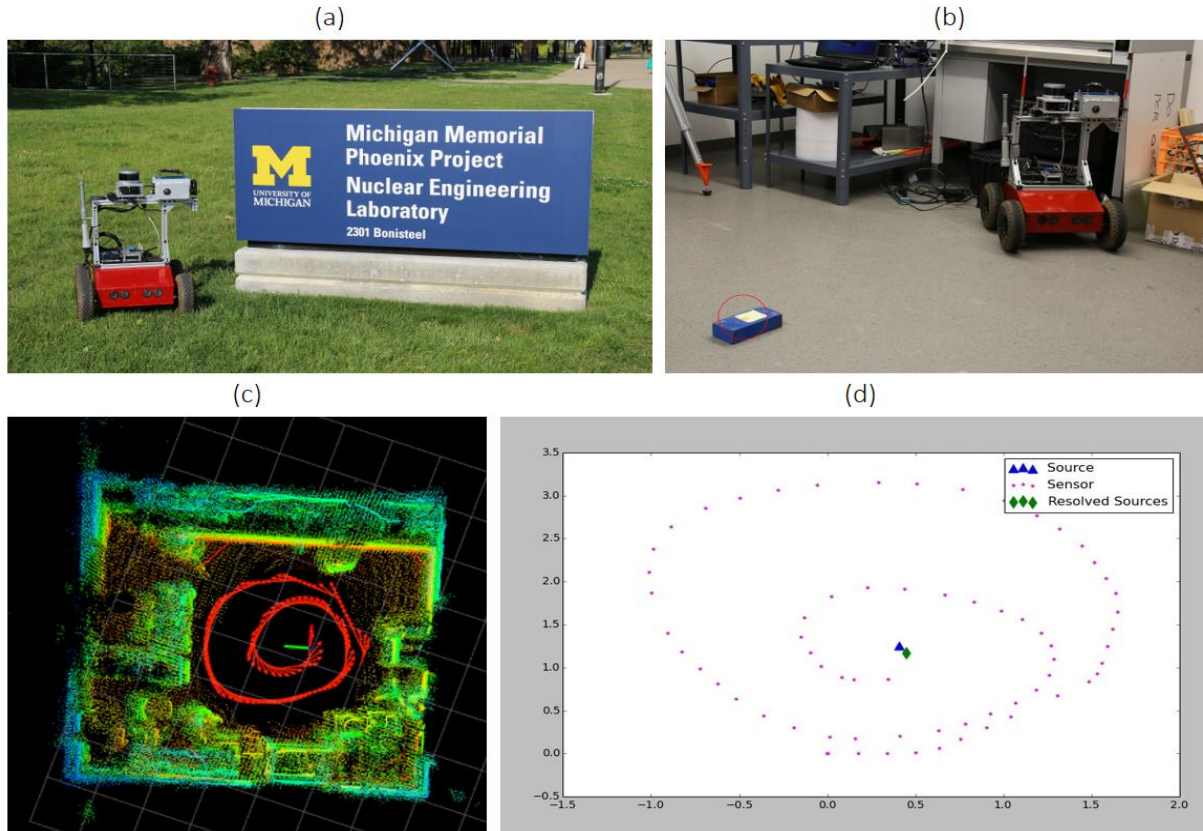 (a)
(b)
M
UNIVERSITY OF
MICHIGAN
Michigan Memorial
Phoenix Project
Nuclear Engineering
Laboratory
2301 Bonisteel
DO
(c)
(d)
3.5
3.0
2.5
2.0
1.5
1.0
0.5
0.0
−0.5
−1.5
−1.0
−0.5
0.0
0.5
1.0
1.5
2.0
Source
Sensor
Resolved Sources